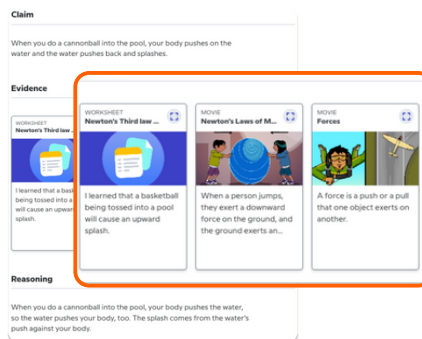 Claim
When you do a cannonball into the pool, your body pushes on the
water and the water pushes back and splashes.
Evidence
WORKSHEET
Newton's Third law
I learned that a
being tossed into a
will cause an upwar
splash.
WORKSHEET
Newton's Third law ...
I learned that a basketball
being tossed into a pool
will cause an upward
splash.
MOVIE
Newton's Laws of M...
When a person jumps,
they exert a downward
force on the ground, and
the ground exerts an...
MOVIE
Forces
A force is a push or a pull
that one object exerts on
another.
Reasoning
When you do a cannonball into the pool, your body pushes the water,
so the water pushes your body, too. The splash comes from the water's
push against your body.